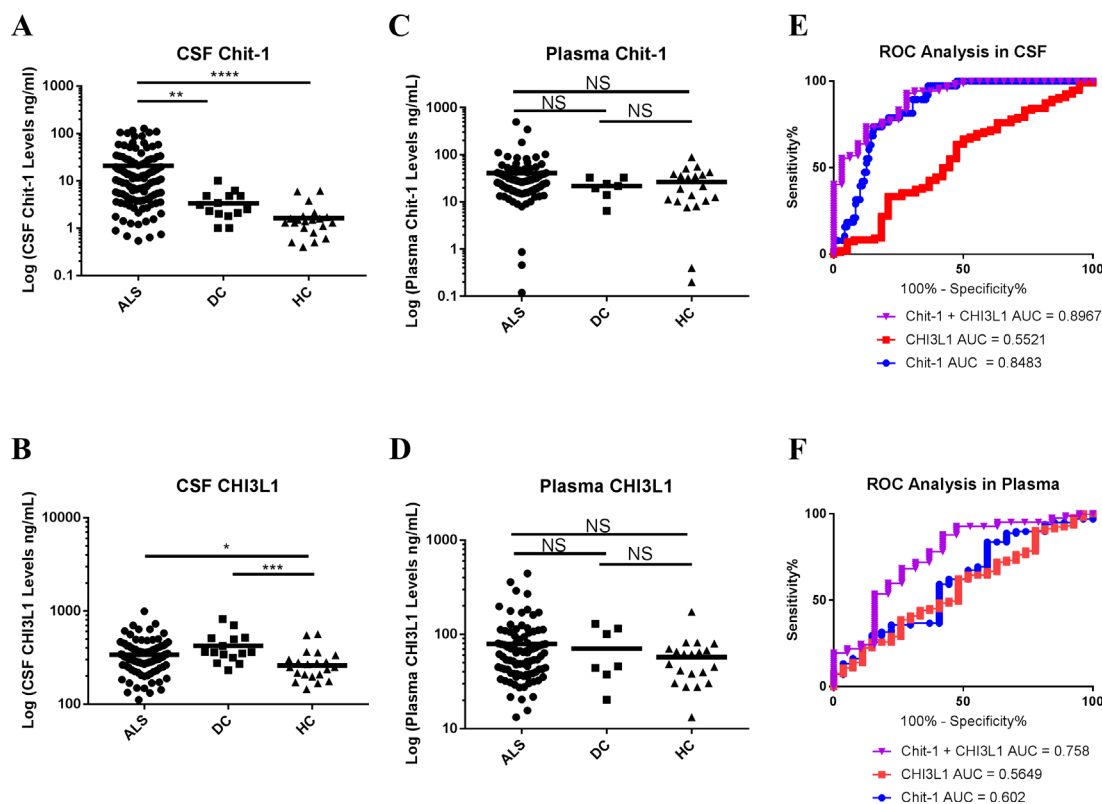 A
CSF Chit-1
Log (CSF Chit-1 Levels ng/ml)
1000
100
10
1
0.1
****
**
ALS
DC
HC
C
Plasma Chit-1
Log (Plasma Chit-1 Levels ng/mL)
1000
100
10
1
0.1
NS
NS
NS
ALS
DC
HC
E
ROC Analysis in CSF
Sensitivity%
100
50
0
0
50
100
100% - Specificity%
Chit-1 + CHI3L1 AUC = 0.8967
CHI3L1 AUC = 0.5521
Chit-1 AUC = 0.8483
B
CSF CHI3L1
Log (CSF CHI3L1 Levels ng/mL)
10000
1000
100
*
***
ALS
DC
HC
D
Plasma CHI3L1
Log (Plasma CHI3L1 Levels ng/mL)
1000
100
10
NS
NS
NS
ALS
DC
HC
F
ROC Analysis in Plasma
Sensitivity%
100
50
0
0
50
100
100% - Specificity%
Chit-1 + CHI3L1 AUC = 0.758
CHI3L1 AUC = 0.5649
Chit-1 AUC = 0.602